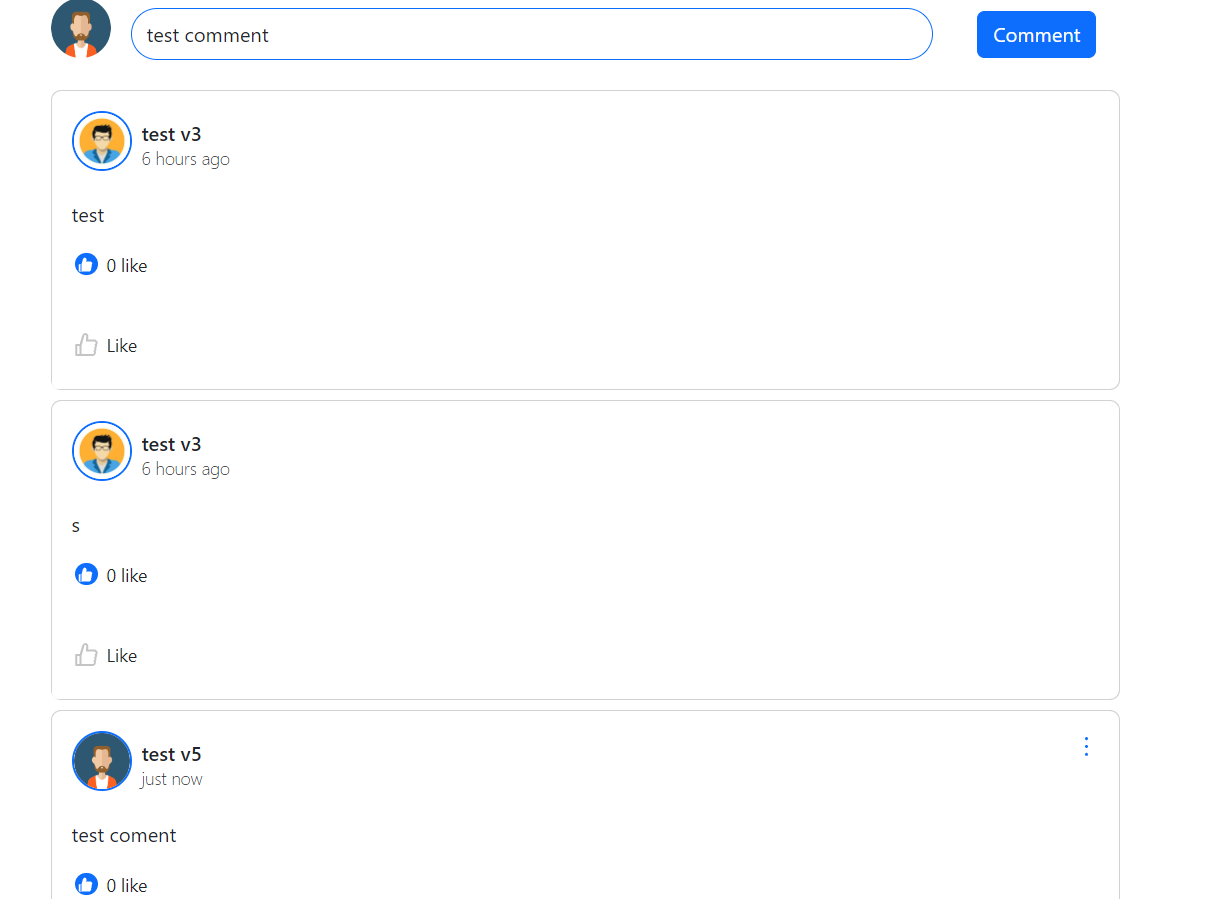 test comment
Comment
test v3
6 hours ago
test
0 like
Like
test v3
6 hours ago
s
0 like
Like
test v5
just now
test coment
0 like